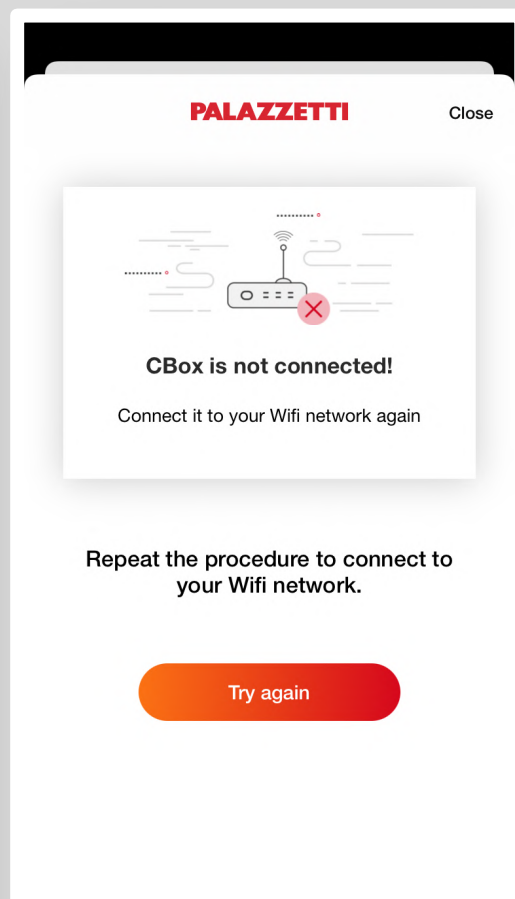 PALAZZETTI
Close
CBox is not connected!
Connect it to your Wifi network again
Repeat the procedure to connect to
your Wifi network.
Try again